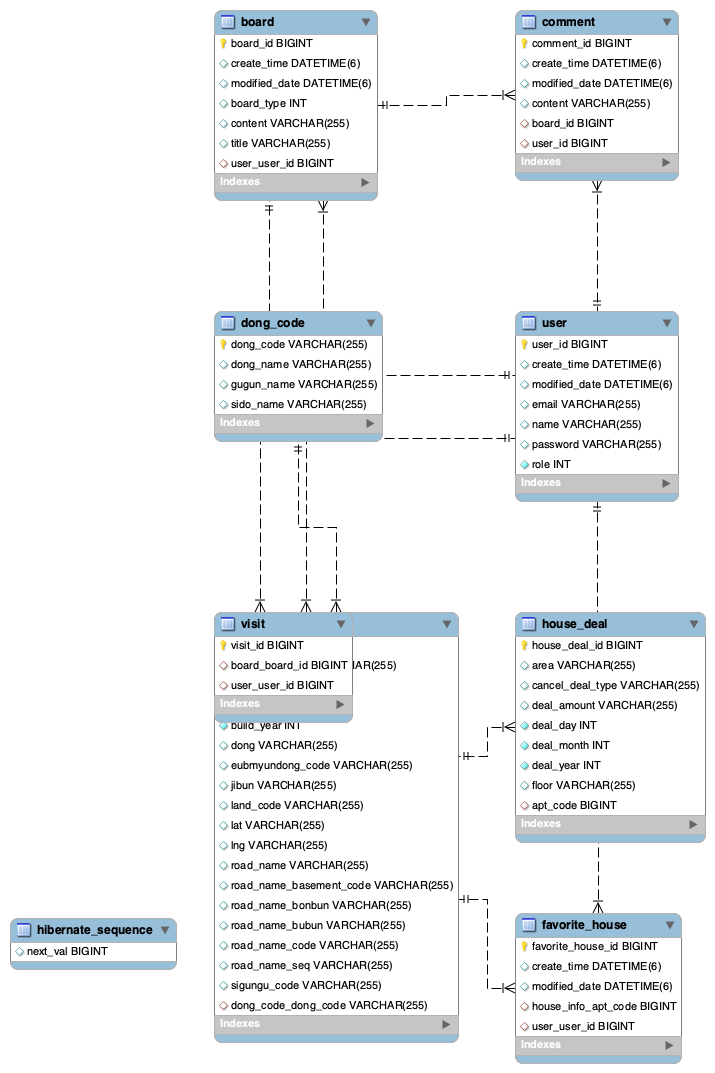 board
board_id BIGINT
create_time DATETIME(6)
modified_date DATETIME(6)
board_type INT
content VARCHAR(255)
title VARCHAR(255)
user_user_id BIGINT
Indexes
comment
comment_id BIGINT
create_time DATETIME(6)
modified_date DATETIME(6)
content VARCHAR(255)
board_id BIGINT
user_id BIGINT
Indexes
dong_code
dong_code VARCHAR(255)
dong_name VARCHAR(255)
gugun_name VARCHAR(255)
sido_name VARCHAR(255)
Indexes
user
user_id BIGINT
create_time DATETIME(6)
modified_date DATETIME(6)
email VARCHAR(255)
name VARCHAR(255)
password VARCHAR(255)
role INT
Indexes
visit
visit_id BIGINT
board_board_id BIGINT
user_user_id BIGINT
Indexes
build_year INT
dong VARCHAR(255)
eubmyundong_code VARCHAR(255)
jibun VARCHAR(255)
land_code VARCHAR(255)
lat VARCHAR(255)
lng VARCHAR(255)
road_name VARCHAR(255)
road_name_basement_code VARCHAR(255)
road_name_bonbun VARCHAR(255)
road_name_bubun VARCHAR(255)
road_name_code VARCHAR(255)
road_name_seq VARCHAR(255)
sigungu_code VARCHAR(255)
dong_code_dong_code VARCHAR(255)
Indexes
house_deal
house_deal_id BIGINT
area VARCHAR(255)
cancel_deal_type VARCHAR(255)
deal_amount VARCHAR(255)
deal_day INT
deal_month INT
deal_year INT
floor VARCHAR(255)
apt_code BIGINT
Indexes
hibernate_sequence
next_val BIGINT
favorite_house
favorite_house_id BIGINT
create_time DATETIME(6)
modified_date DATETIME(6)
house_info_apt_code BIGINT
user_user_id BIGINT
Indexes